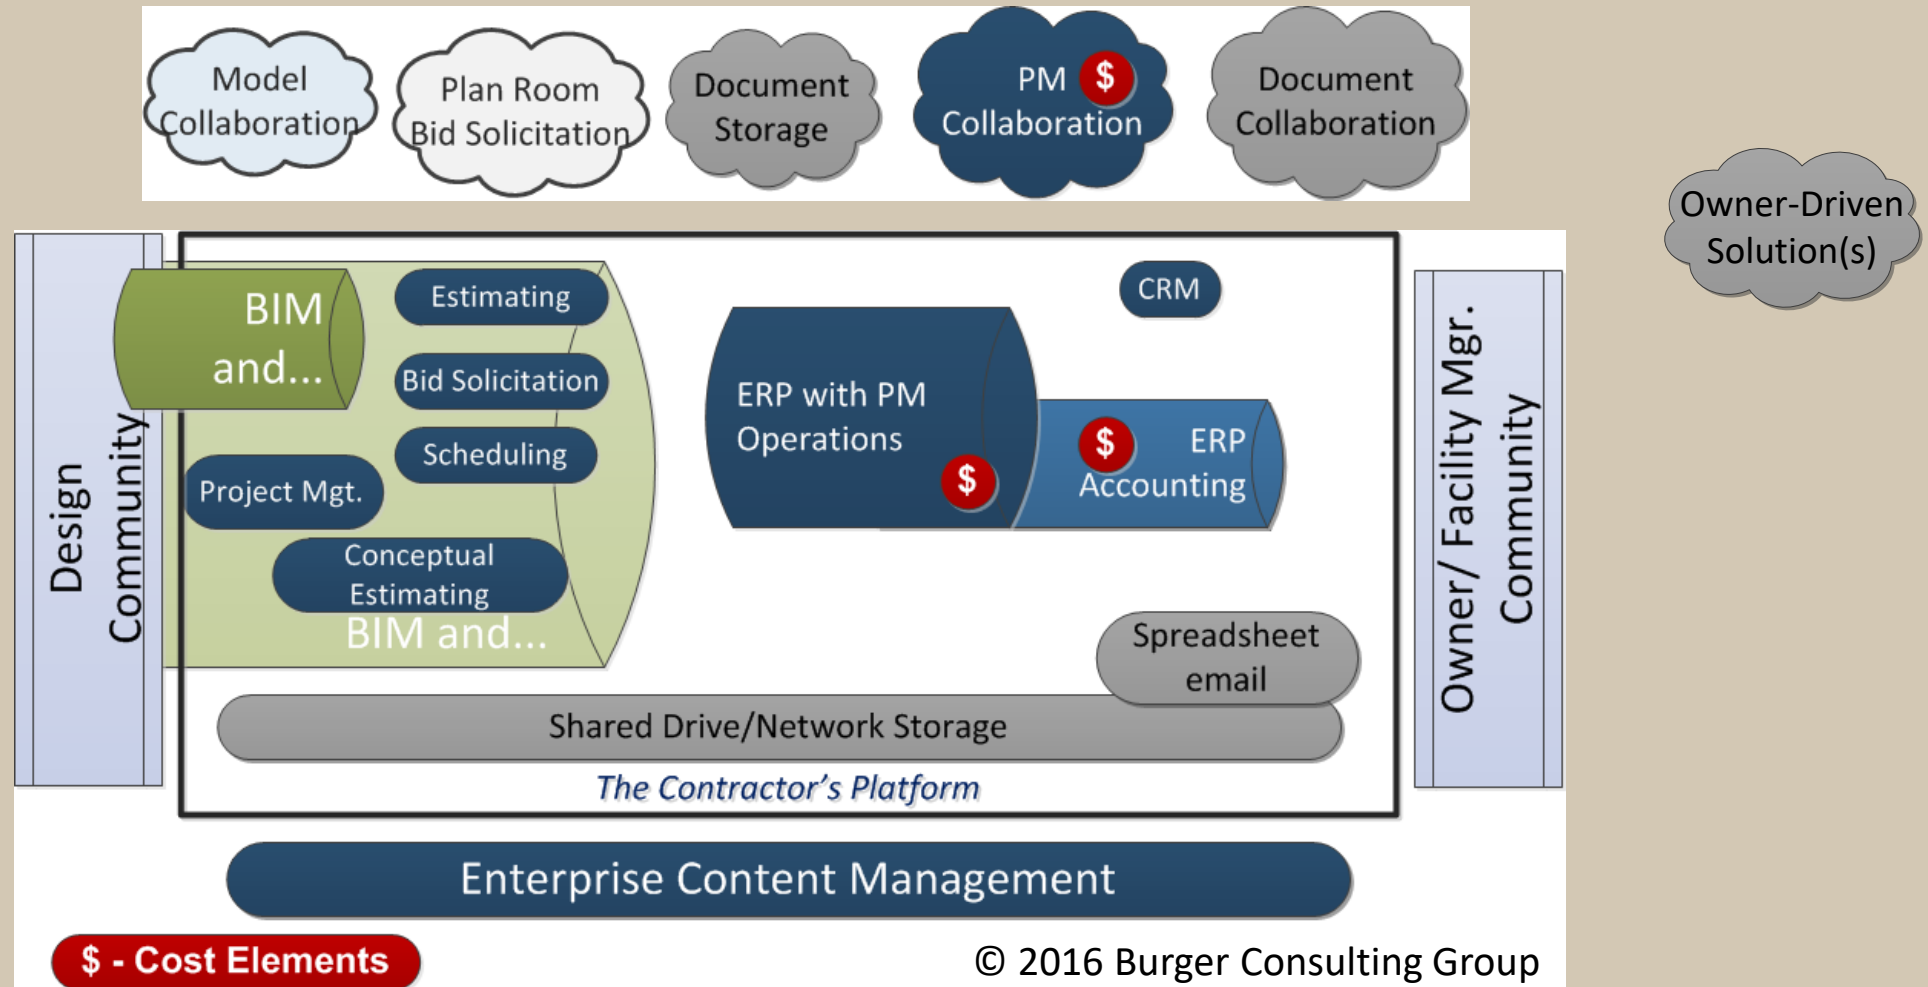 Model
Collaboration
Plan Room
Bid Solicitation
Document
Storage
PM $
Collaboration
Document
Collaboration
Owner-Driven
Solution(s)
Design
Community
BIM
and...
Estimating
Bid Solicitation
Scheduling
Project Mgt.
Conceptual
Estimating
BIM and...
ERP with PM
Operations
$
CRM
$ ERP
Accounting
Owner/ Facility Mgr.
Community
Spreadsheet
email
Shared Drive/Network Storage
The Contractor’s Platform
Enterprise Content Management
$ - Cost Elements
© 2016 Burger Consulting Group